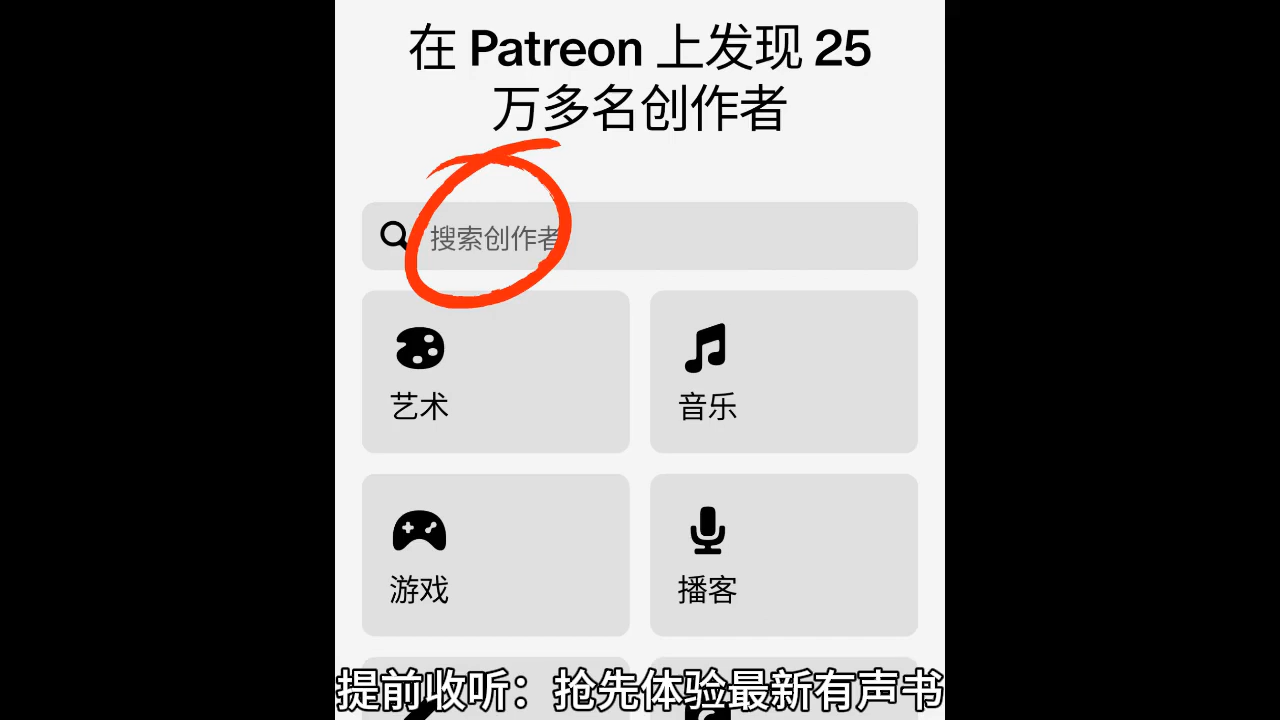 在 Patreon 上发现 25
万多名创作者
搜索创作者
艺术
音乐
游戏
播客
提前收听：抢先体验最新有声书